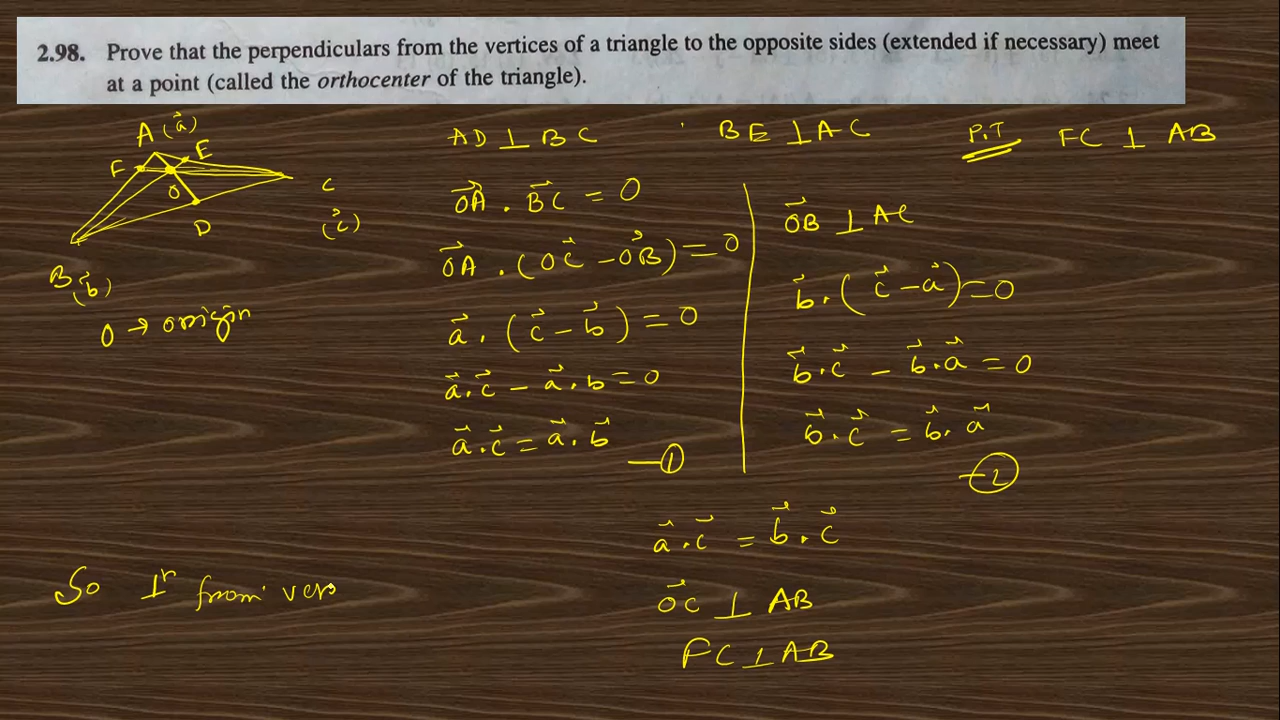 2.98. Prove that the perpendiculars from the vertices of a triangle to the opposite sides (extended if necessary) meet
at a point (called the orthocenter of the triangle).
A (a⃗)
F
E
O
C
(c⃗)
D
B (b⃗)
O → origin
AD ⊥ BC
OA⃗ . BC⃗ = 0
OA⃗ . (OC⃗ - OB⃗) = 0
a⃗ . (c⃗ - b⃗) = 0
a⃗.c⃗ - a⃗.b = 0
a⃗.c⃗ = a⃗.b⃗ —①
BE ⊥ AC
OB⃗ ⊥ AC
b⃗.(c⃗ - a⃗) = 0
b⃗.c⃗ - b⃗.a⃗ = 0
b⃗.c⃗ = b⃗.a⃗
—②
P.T FC ⊥ AB
a⃗.c⃗ = b⃗.c⃗
OC⃗ ⊥ AB
FC ⊥ AB
So ⊥r from vers